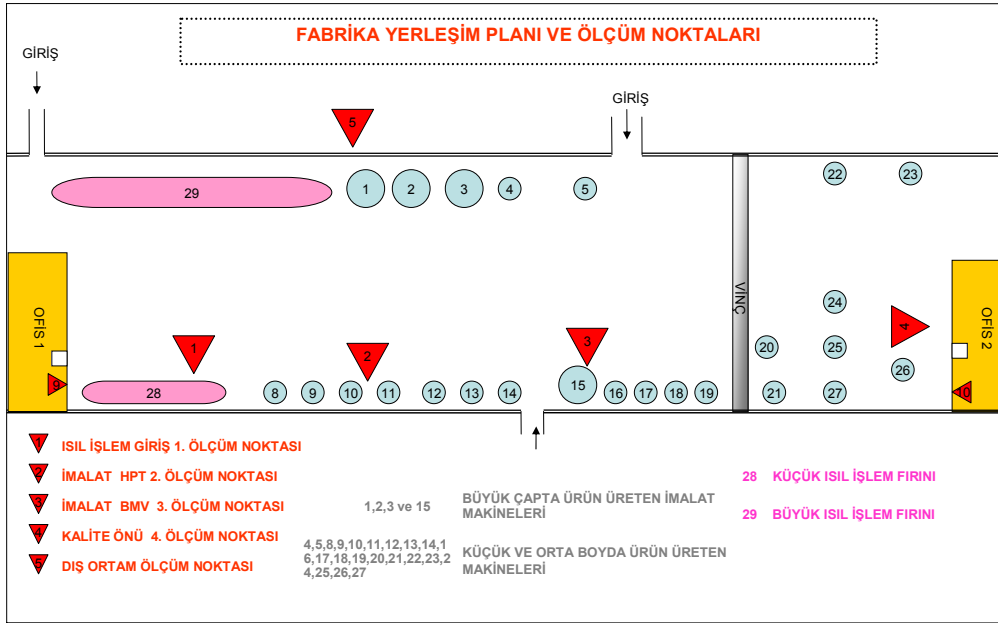 FABRİKA YERLEŞİM PLANI VE ÖLÇÜM NOKTALARI
GİRİŞ
GİRİŞ
5
29
1
2
3
4
5
22
23
OFİS 1
VİNÇ
OFİS 2
24
4
1
2
3
20
25
26
9
28
8
9
10
11
12
13
14
15
16
17
18
19
21
27
10
1 ISIL İŞLEM GİRİŞ 1. ÖLÇÜM NOKTASI
2 İMALAT HPT 2. ÖLÇÜM NOKTASI
3 İMALAT BMV 3. ÖLÇÜM NOKTASI
4 KALİTE ÖNÜ 4. ÖLÇÜM NOKTASI
5 DIŞ ORTAM ÖLÇÜM NOKTASI
1,2,3 ve 15
BÜYÜK ÇAPTA ÜRÜN ÜRETEN İMALAT
MAKİNELERİ
4,5,8,9,10,11,12,13,14,1
6,17,18,19,20,21,22,23,2
4,25,26,27
KÜÇÜK VE ORTA BOYDA ÜRÜN ÜRETEN
MAKİNELERİ
28 KÜÇÜK ISIL İŞLEM FIRINI
29 BÜYÜK ISIL İŞLEM FIRINI